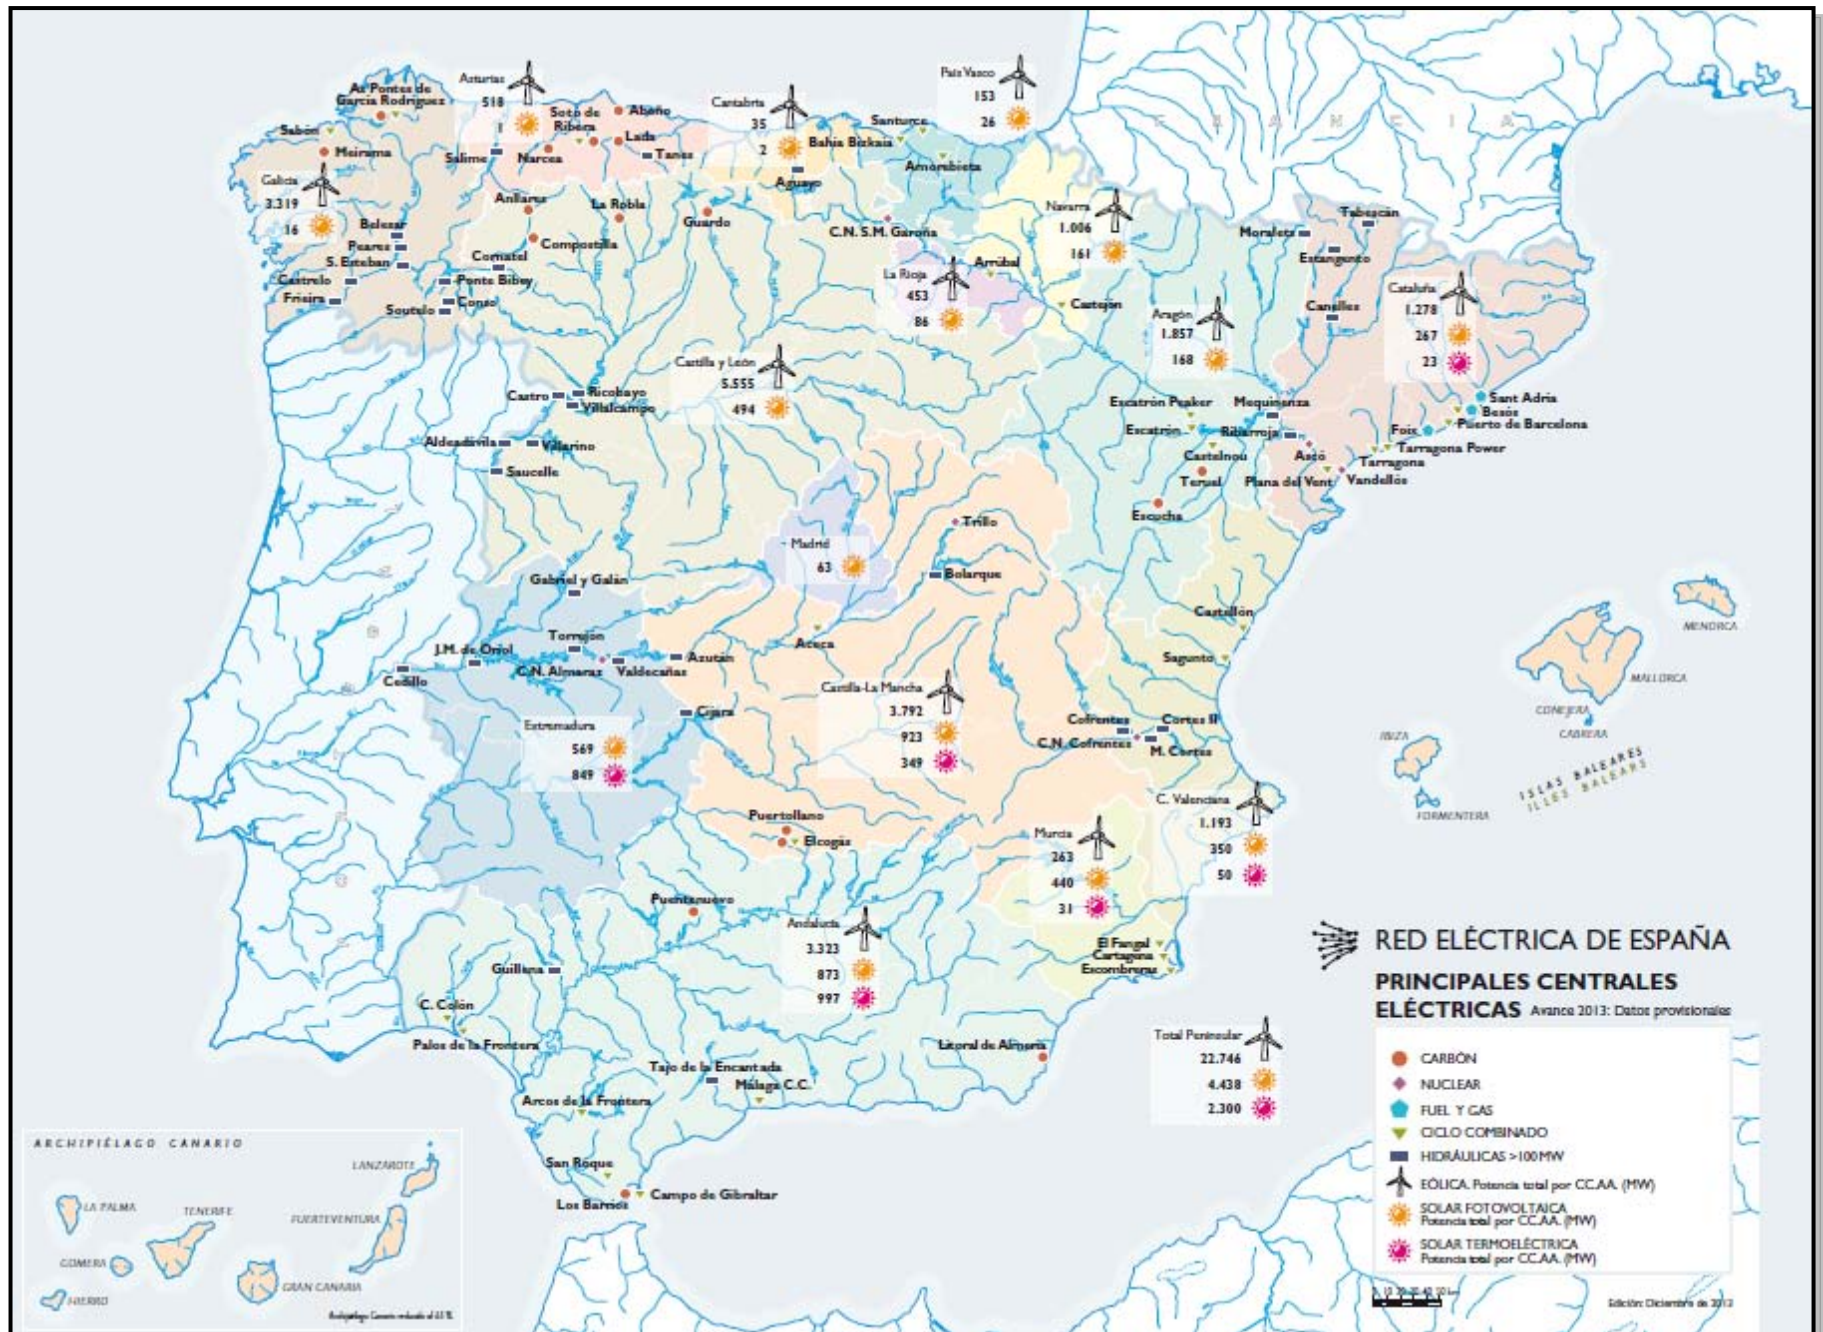 Asturias
518
1
Cantabria
35
2
País Vasco
153
26
As Pontes de
García Rodríguez
Sabón
Meirama
Soto de
Ribera
Aboño
Lada
Narcea
Tanes
Salime
Aguayo
Santurce
Bahía Bizkaia
Amorebieta
F R A N C I A
Galicia
3.319
16
Belesar
Peares
S. Esteban
Castrelo
Frieira
Anllares
La Robla
Guardo
Compostilla
Cornatel
Ponte Bibey
Conso
Soutelo
C.N. S.M. Garoña
Navarra
1.006
161
La Rioja
453
86
Arrúbal
Castejón
Aragón
1.857
168
Tabescán
Moralets
Estangento
Canelles
Cataluña
1.278
267
23
Castilla y León
5.555
494
Castro
Ricobayo
Villalcampo
Aldeadávila
Villarino
Saucelle
Escatrón Peaker
Mequinenza
Escatrón
Ribarroja
Castelnou
Teruel
Escucha
Ascó
Plana del Vent
Vandellós
Tarragona
Tarragona Power
Foix
Puerto de Barcelona
Besós
Sant Adria
Madrid
63
Trillo
Bolarque
Gabriel y Galán
Torrejón
J.M. de Oriol
Cedillo
C.N. Almaraz
Valdecañas
Azután
Aceca
Cijara
Castellón
Sagunto
Castilla-La Mancha
3.792
923
349
Extremadura
569
849
Cofrentes
C.N. Cofrentes
Cortes II
M. Cortes
C. Valenciana
1.193
350
50
Puertollano
Elcogás
Murcia
263
440
31
Puentenuevo
Andalucía
3.323
873
997
Guillena
El Fangal
Cartagena
Escombreras
C. Colón
Palos de la Frontera
Litoral de Almería
Tajo de la Encantada
Málaga C.C.
Arcos de la Frontera
San Roque
Los Barrios
Campo de Gibraltar
MENORCA
MALLORCA
CONEJERA
CABRERA
IBIZA
FORMENTERA
ISLAS BALEARES
ILLES BALEARS
Total Peninsular
22.746
4.438
2.300
RED ELÉCTRICA DE ESPAÑA
PRINCIPALES CENTRALES
ELÉCTRICAS Avance 2013: Datos provisionales
CARBÓN
NUCLEAR
FUEL Y GAS
CICLO COMBINADO
HIDRÁULICAS >100 MW
EÓLICA. Potencia total por CC.AA. (MW)
SOLAR FOTOVOLTAICA
Potencia total por CC.AA. (MW)
SOLAR TERMOELÉCTRICA
Potencia total por CC.AA. (MW)
Edición: Diciembre de 2013
ARCHIPIÉLAGO CANARIO
LANZAROTE
LA PALMA
TENERIFE
FUERTEVENTURA
GOMERA
GRAN CANARIA
HIERRO